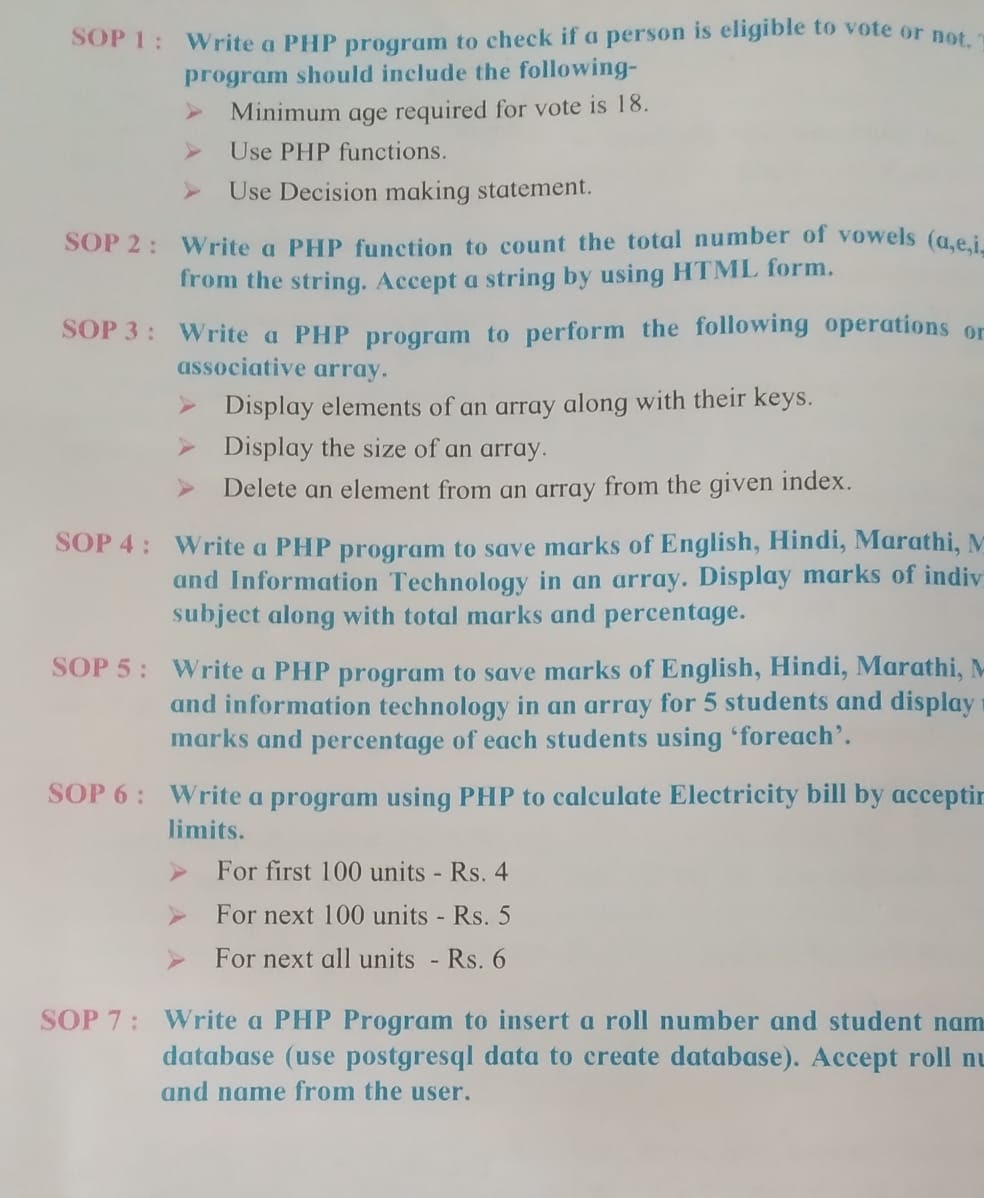 SOP 1 : Write a PHP program to check if a person is eligible to vote or not.
program should include the following-
➢ Minimum age required for vote is 18.
➢ Use PHP functions.
➢ Use Decision making statement.
SOP 2 : Write a PHP function to count the total number of vowels (a,e,i,
from the string. Accept a string by using HTML form.
SOP 3 : Write a PHP program to perform the following operations
associative array.
➢ Display elements of an array along with their keys.
➢ Display the size of an array.
➢ Delete an element from an array from the given index.
SOP 4 : Write a PHP program to save marks of English, Hindi, Marathi,
and Information Technology in an array. Display marks of indiv
subject along with total marks and percentage.
SOP 5 : Write a PHP program to save marks of English, Hindi, Marathi,
and information technology in an array for 5 students and display
marks and percentage of each students using ‘foreach’.
SOP 6 : Write a program using PHP to calculate Electricity bill by acceptin
limits.
➢ For first 100 units - Rs. 4
➢ For next 100 units - Rs. 5
➢ For next all units - Rs. 6
SOP 7 : Write a PHP Program to insert a roll number and student nam
database (use postgresql data to create database). Accept roll nu
and name from the user.